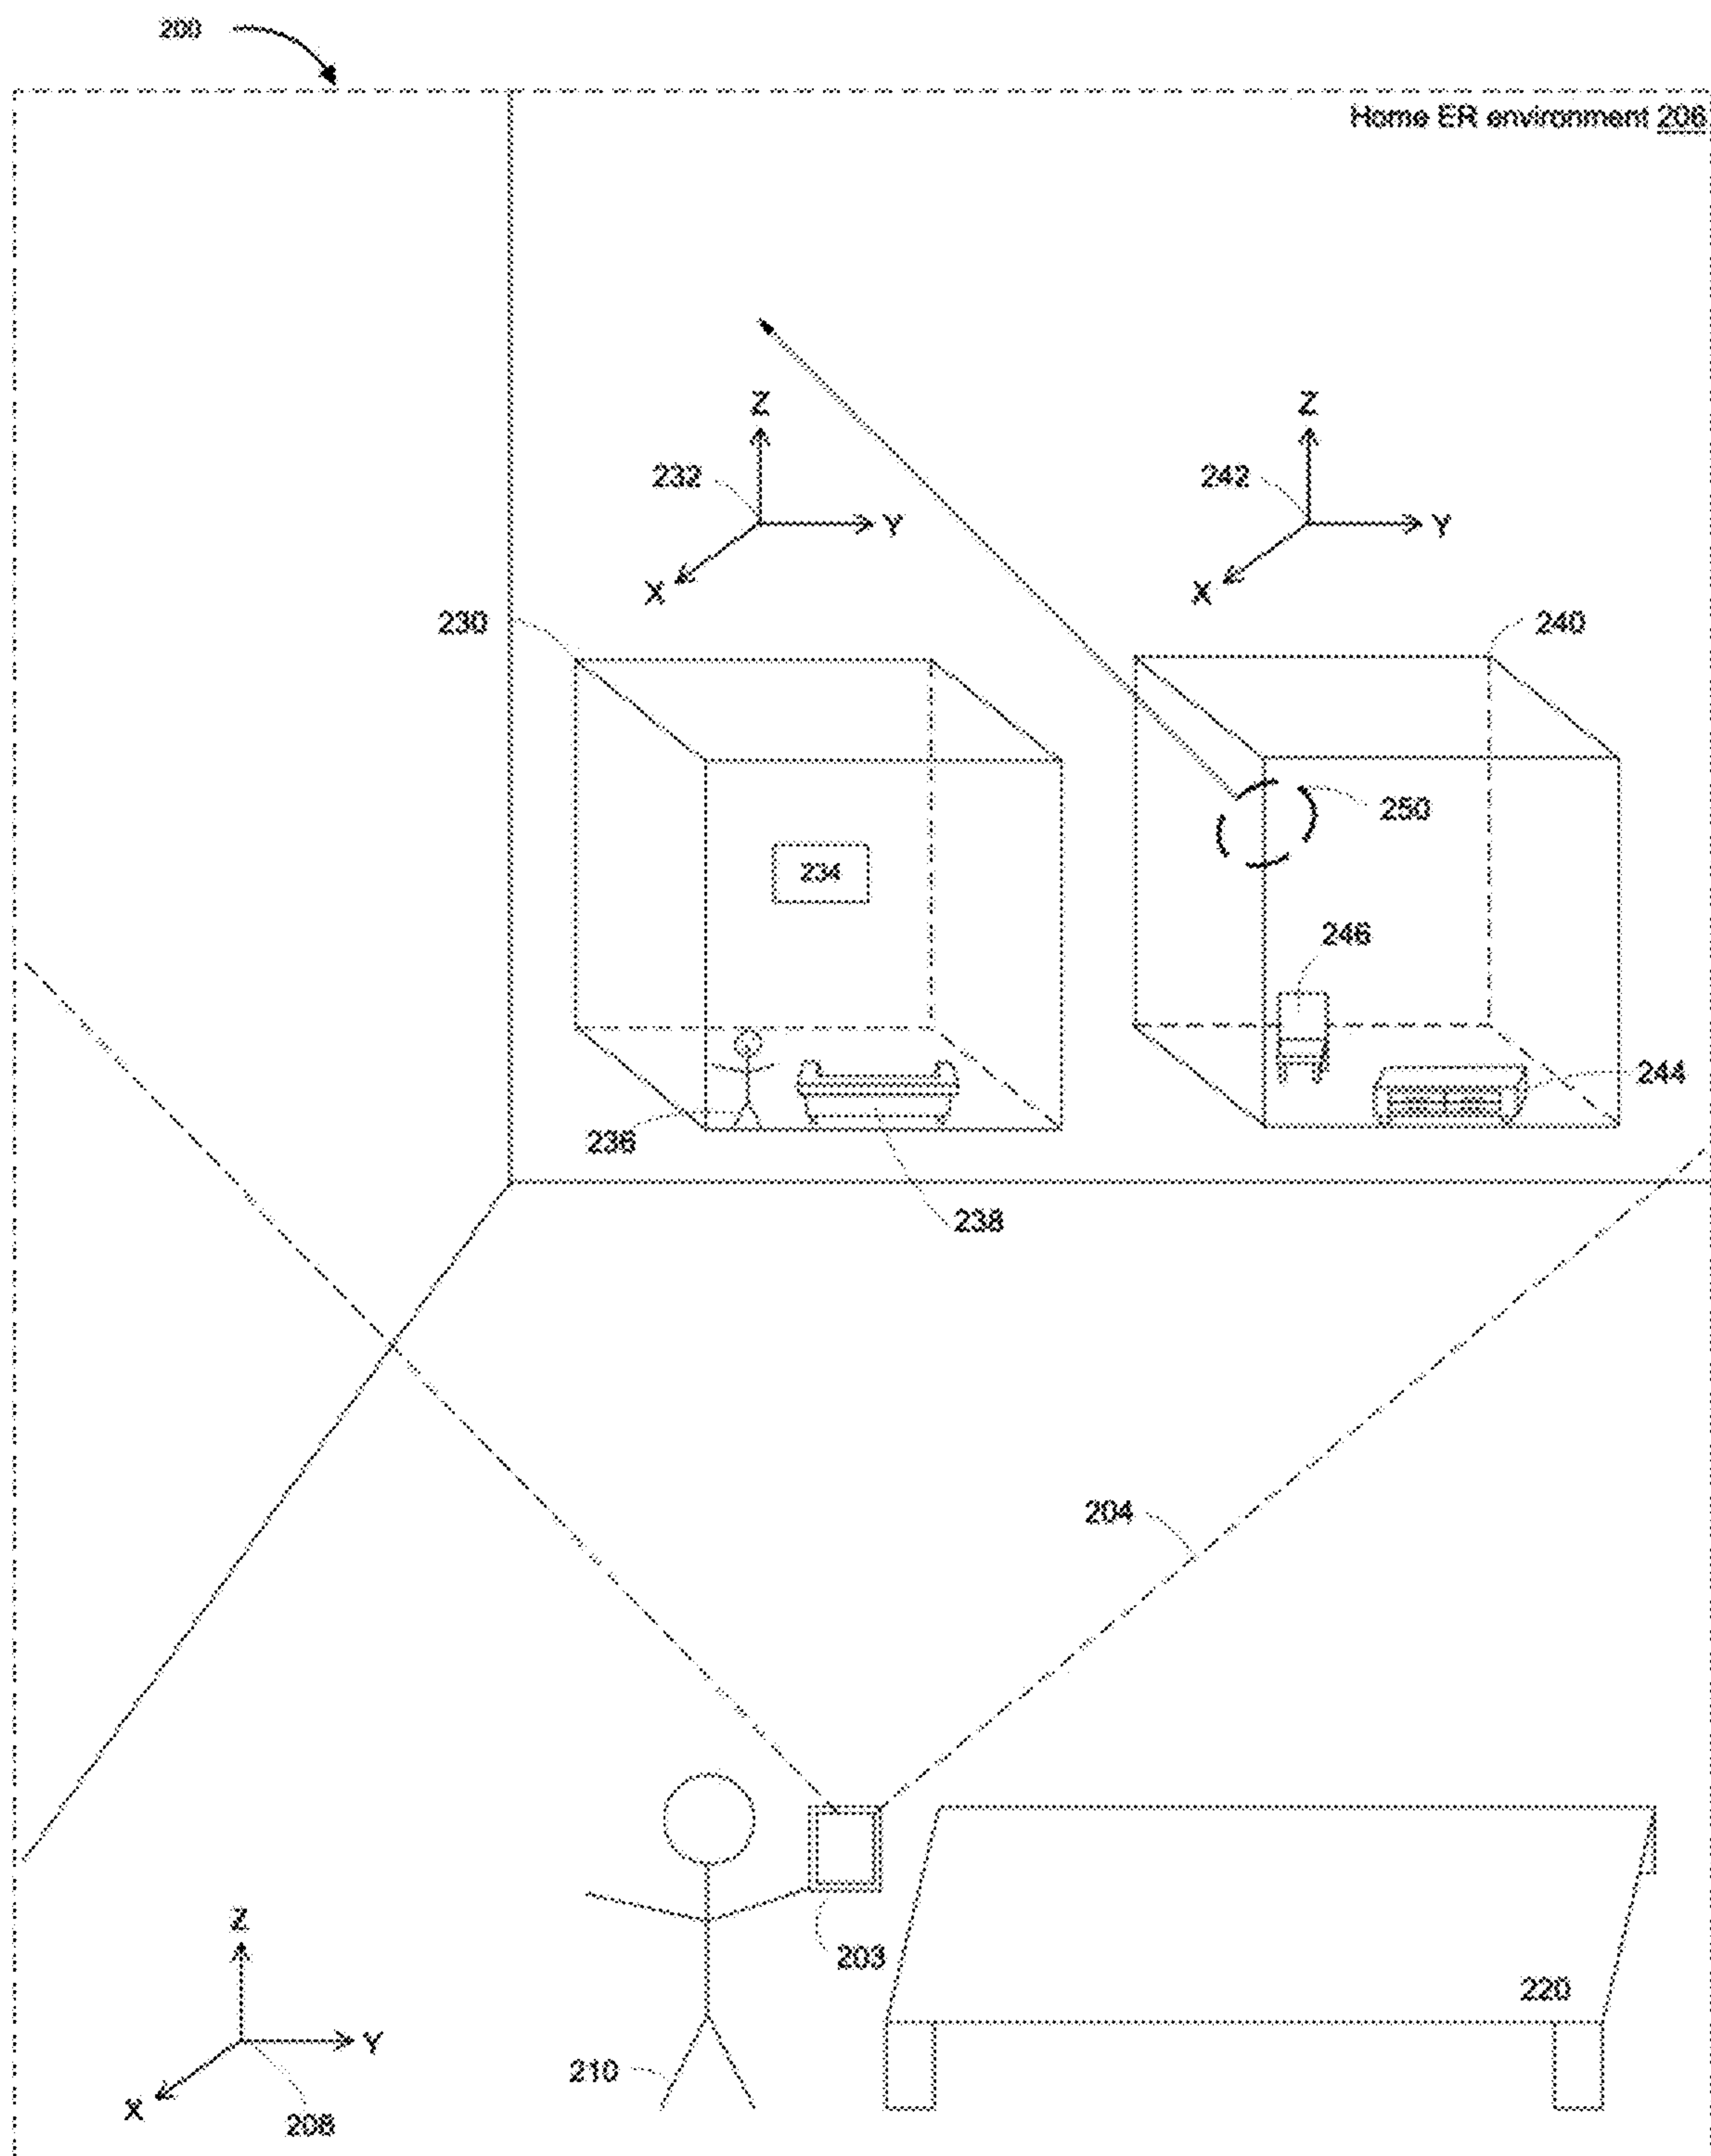 200
Home ER environment 206
Z Z
232 242
Y Y
X X
230 240
250
234
246
244
236
238
204
203
Z
220
Y
210
X
208